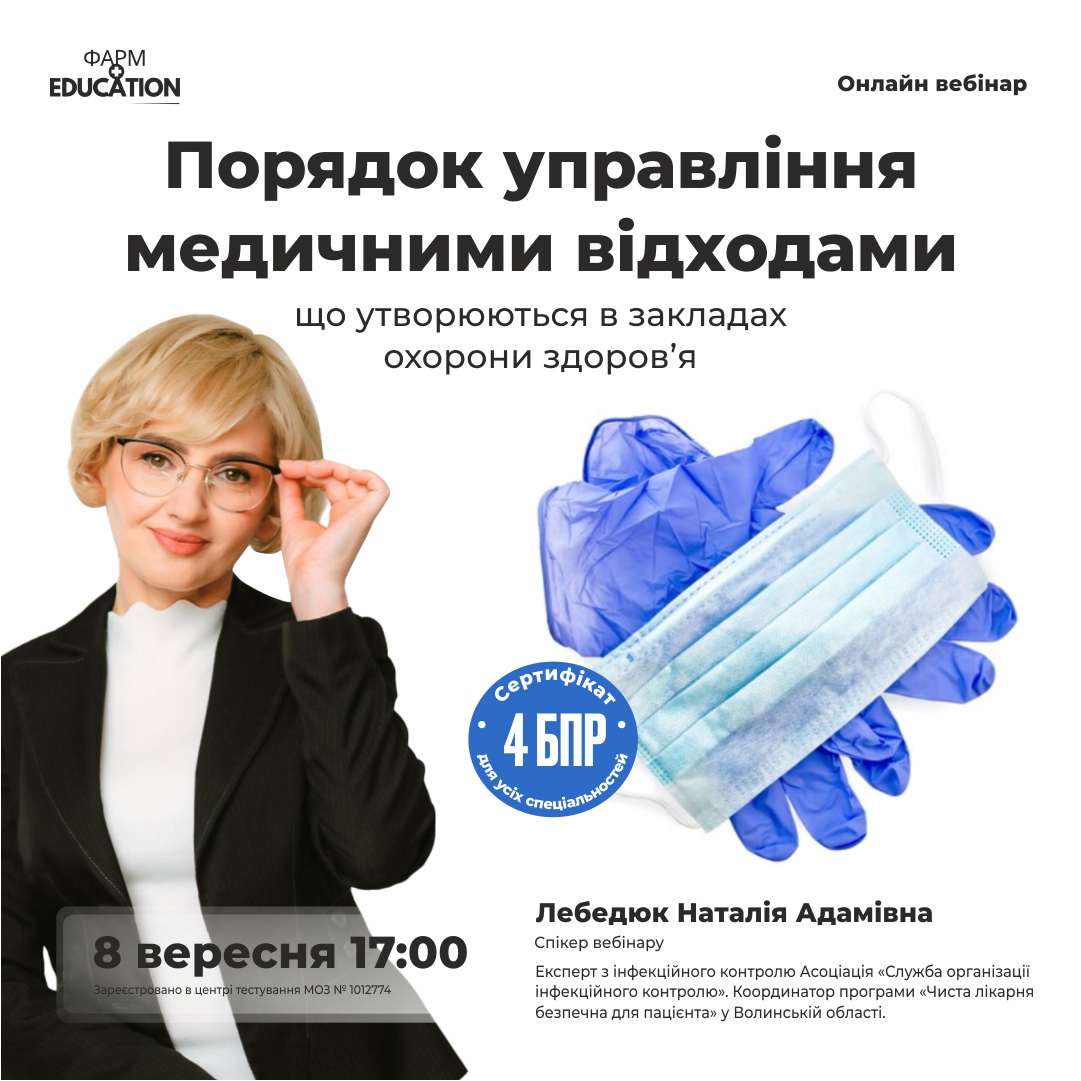 ФАРМ
EDUCATION
Онлайн вебінар
Порядок управління
медичними відходами
що утворюються в закладах
охорони здоров’я
Сертифікат
4 БПР
для усіх спеціальностей
8 вересня 17:00
Зареєстровано в центрі тестування МОЗ № 1012774
Лебедюк Наталія Адамівна
Спікер вебінару
Експерт з інфекційного контролю Асоціація «Служба організації
інфекційного контролю». Координатор програми «Чиста лікарня
безпечна для пацієнта» у Волинській області.